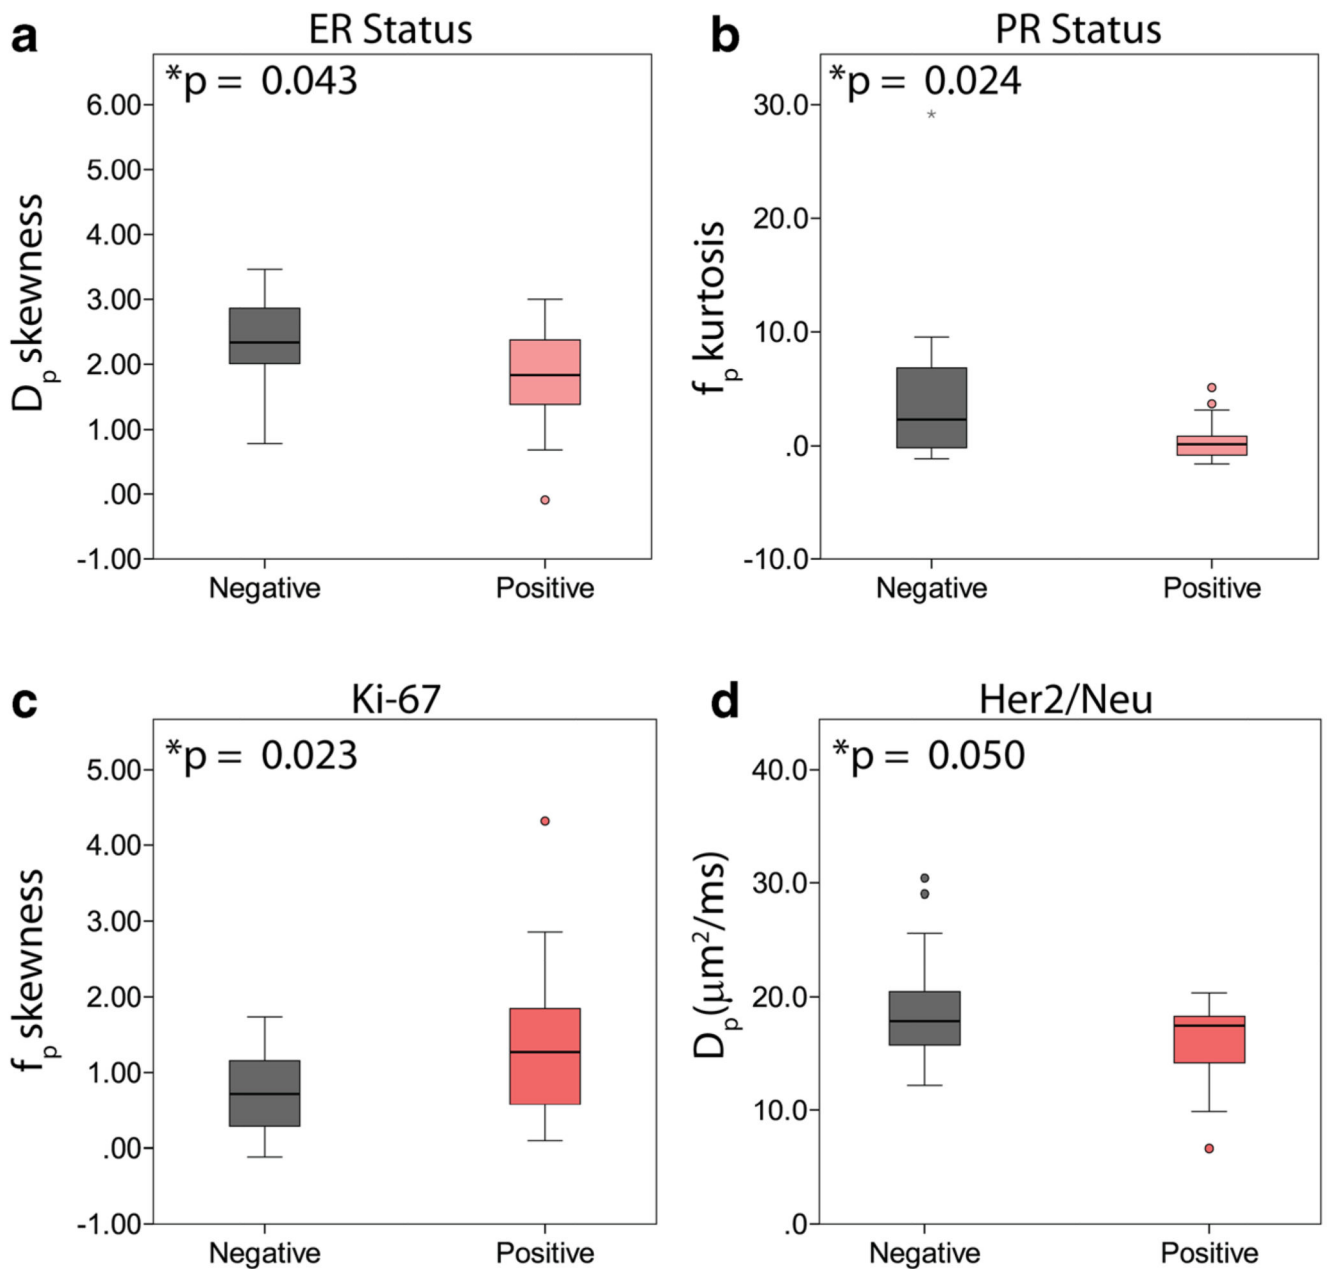 a
ER Status
*p = 0.043
6.00
5.00
4.00
3.00
2.00
1.00
.00
-1.00
Dp skewness
Negative
Positive
b
PR Status
*p = 0.024
30.0
20.0
10.0
.0
-10.0
fp kurtosis
Negative
Positive
c
Ki-67
*p = 0.023
5.00
4.00
3.00
2.00
1.00
.00
-1.00
fp skewness
Negative
Positive
d
Her2/Neu
*p = 0.050
40.0
30.0
20.0
10.0
.0
Dp (μm²/ms)
Negative
Positive